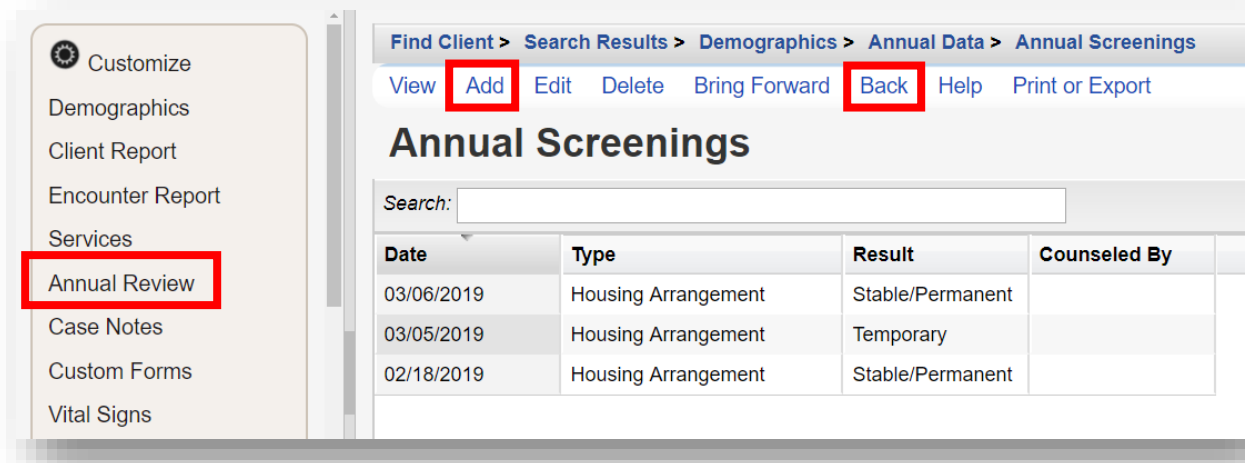 Customize
Demographics
Client Report
Encounter Report
Services
Annual Review
Case Notes
Custom Forms
Vital Signs
Find Client > Search Results > Demographics > Annual Data > Annual Screenings
View Add Edit Delete Bring Forward Back Help Print or Export
Annual Screenings
Search:
Date Type Result Counseled By
03/06/2019 Housing Arrangement Stable/Permanent
03/05/2019 Housing Arrangement Temporary
02/18/2019 Housing Arrangement Stable/Permanent